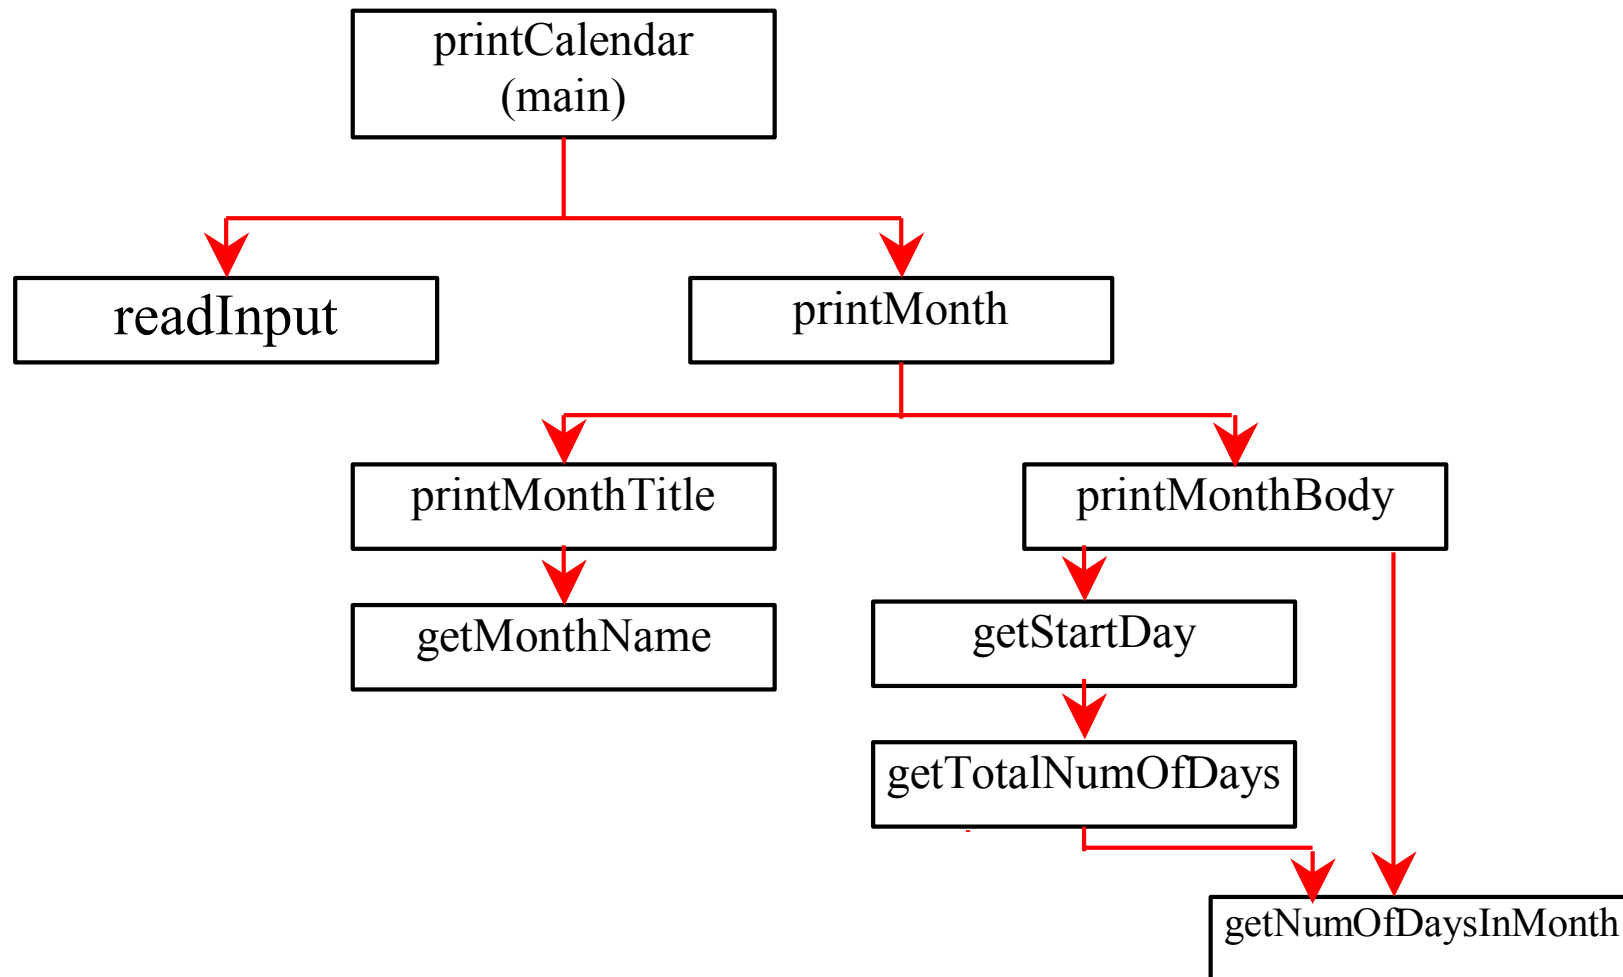 printCalendar
(main)
readInput
printMonth
printMonthTitle
printMonthBody
getMonthName
getStartDay
getTotalNumOfDays
getNumOfDaysInMonth